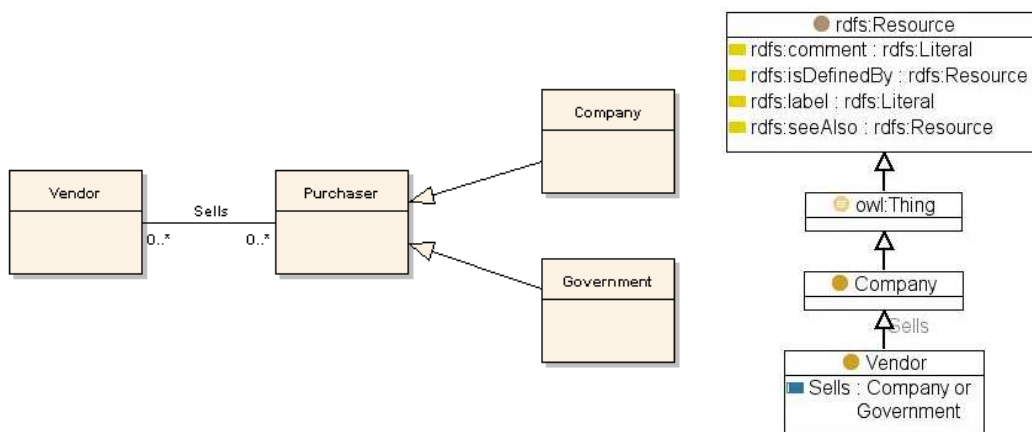 Vendor
Sells
0..*
0..*
Purchaser
Company
Government
rdfs:Resource
rdfs:comment : rdfs:Literal
rdfs:isDefinedBy : rdfs:Resource
rdfs:label : rdfs:Literal
rdfs:seeAlso : rdfs:Resource
owl:Thing
Company
Sells
Vendor
Sells : Company or
Government